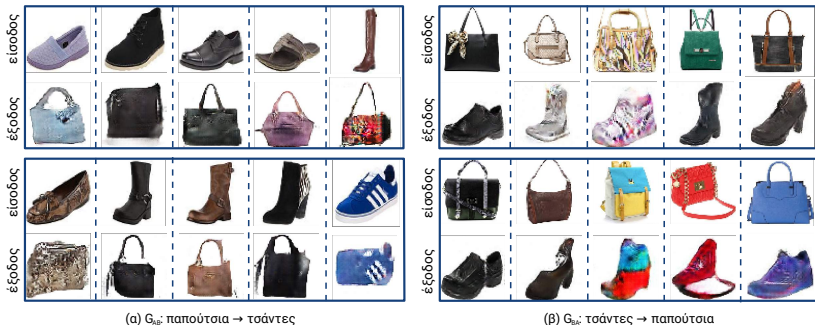 είσοδος
έξοδος
είσοδος
έξοδος
(α) G_AB: παπούτσια → τσάντες
είσοδος
έξοδος
είσοδος
έξοδος
(β) G_BA: τσάντες → παπούτσια